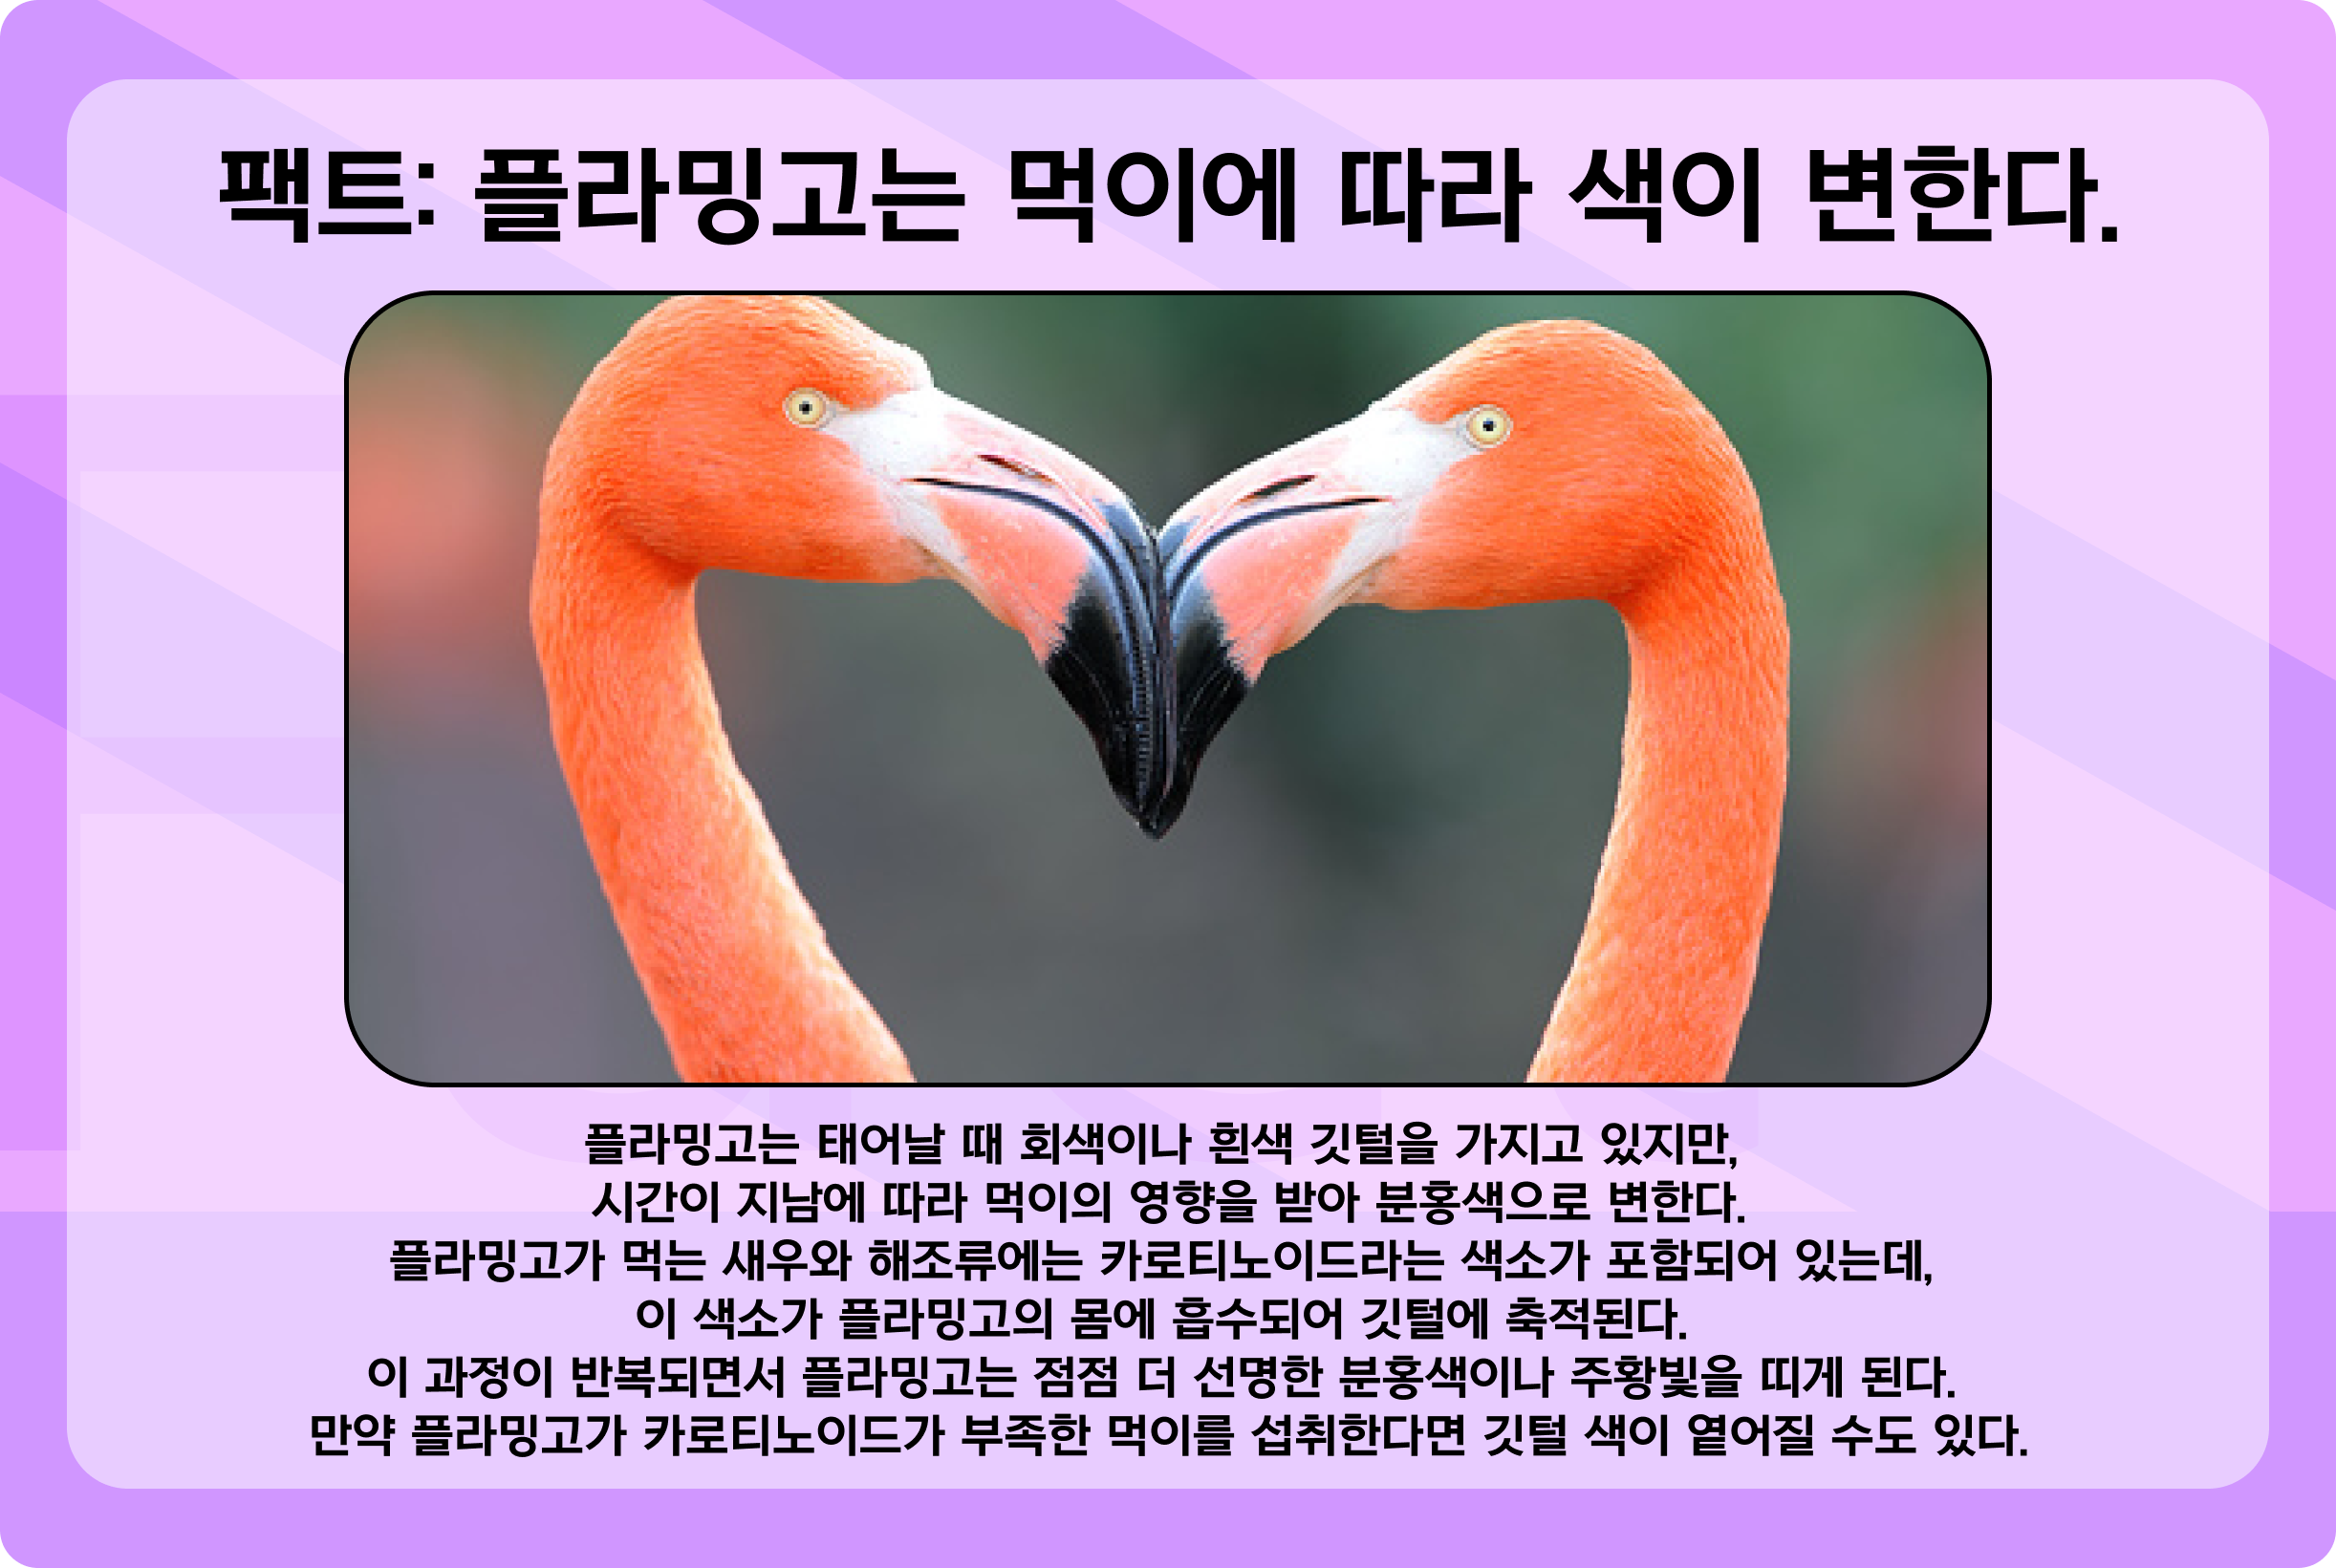 팩트: 플라밍고는 먹이에 따라 색이 변한다.
플라밍고는 태어날 때 회색이나 흰색 깃털을 가지고 있지만,
시간이 지남에 따라 먹이의 영향을 받아 분홍색으로 변한다.
플라밍고가 먹는 새우와 해조류에는 카로티노이드라는 색소가 포함되어 있는데,
이 색소가 플라밍고의 몸에 흡수되어 깃털에 축적된다.
이 과정이 반복되면서 플라밍고는 점점 더 선명한 분홍색이나 주황빛을 띠게 된다.
만약 플라밍고가 카로티노이드가 부족한 먹이를 섭취한다면 깃털 색이 옅어질 수도 있다.